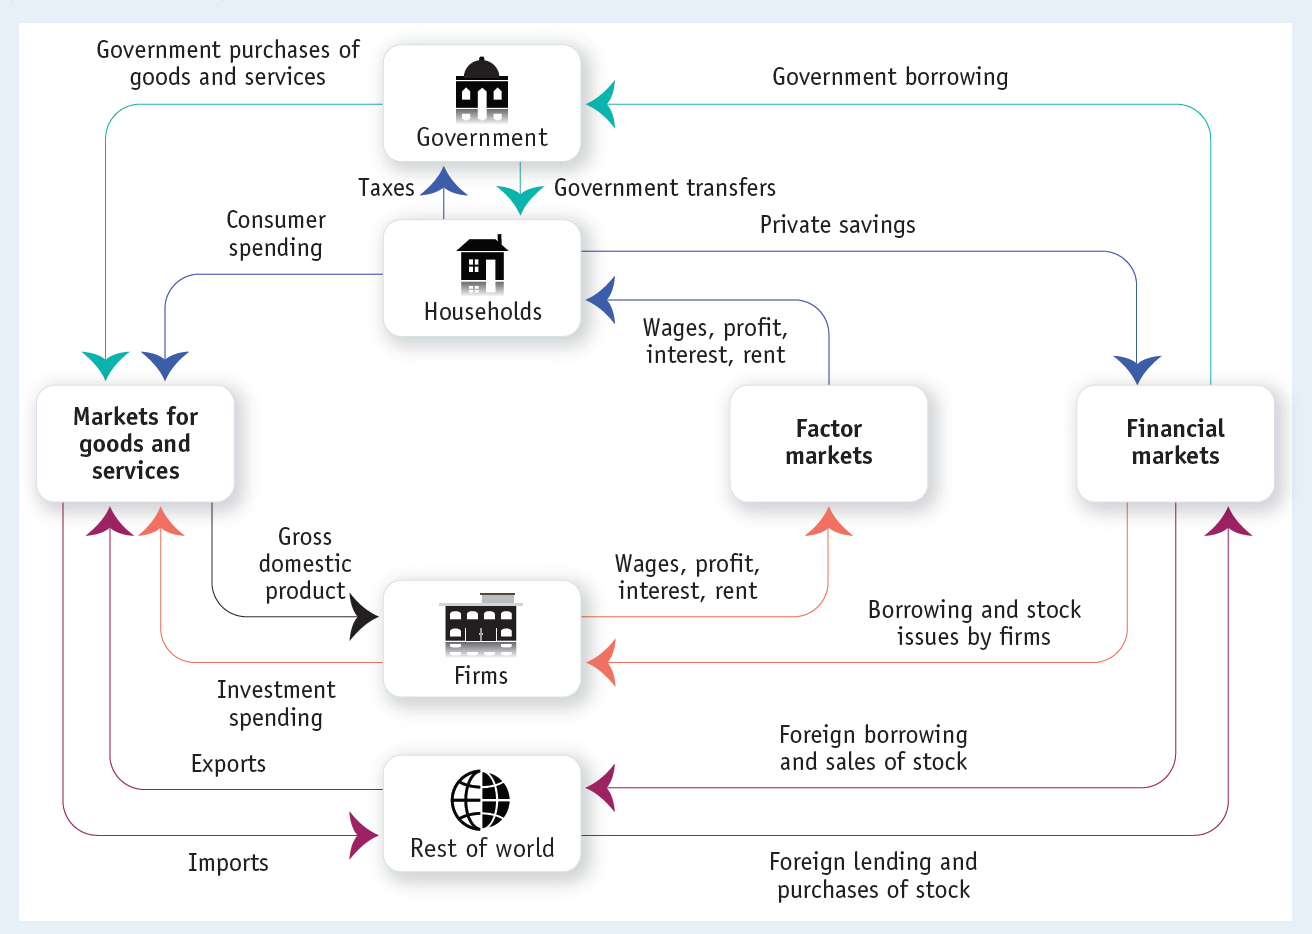 Government purchases of
goods and services
Government
Government borrowing
Taxes
Government transfers
Consumer
spending
Private savings
Households
Wages, profit,
interest, rent
Markets for
goods and
services
Factor
markets
Financial
markets
Gross
domestic
product
Wages, profit,
interest, rent
Borrowing and stock
issues by firms
Firms
Investment
spending
Foreign borrowing
and sales of stock
Exports
Rest of world
Imports
Foreign lending and
purchases of stock